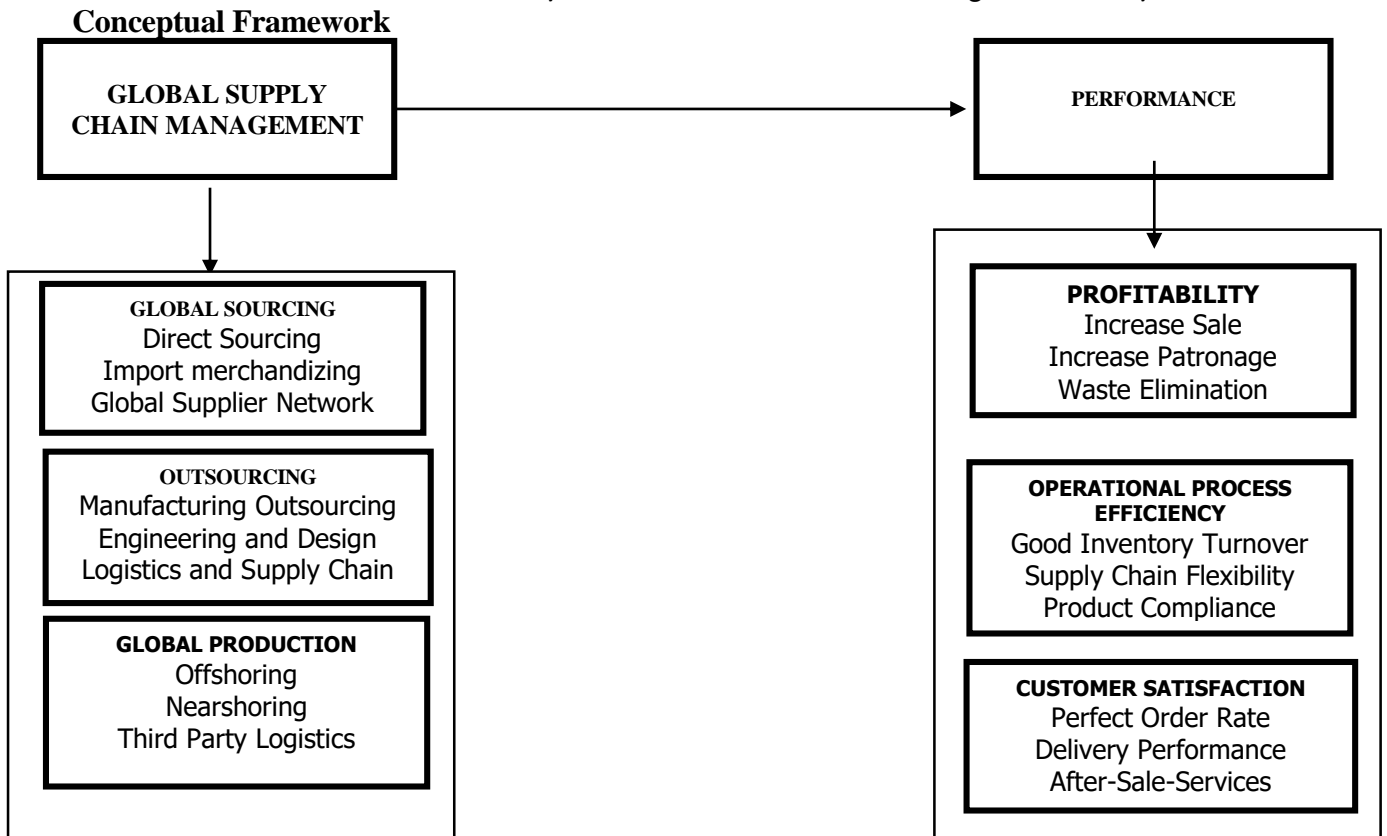 Conceptual Framework
GLOBAL SUPPLY
CHAIN MANAGEMENT
PERFORMANCE
GLOBAL SOURCING
Direct Sourcing
Import merchandizing
Global Supplier Network
OUTSOURCING
Manufacturing Outsourcing
Engineering and Design
Logistics and Supply Chain
GLOBAL PRODUCTION
Offshoring
Nearshoring
Third Party Logistics
PROFITABILITY
Increase Sale
Increase Patronage
Waste Elimination
OPERATIONAL PROCESS
EFFICIENCY
Good Inventory Turnover
Supply Chain Flexibility
Product Compliance
CUSTOMER SATISFACTION
Perfect Order Rate
Delivery Performance
After-Sale-Services